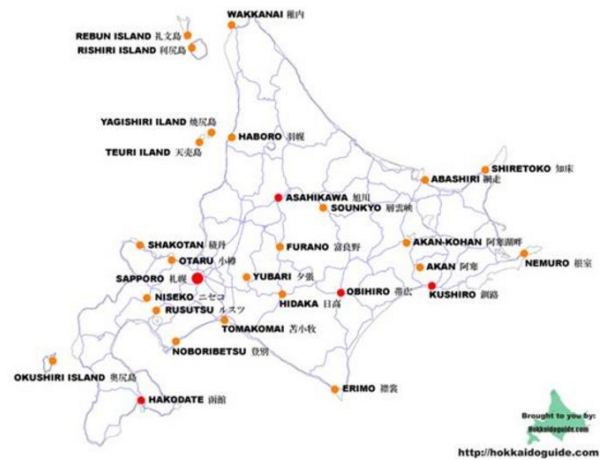 WAKKANAI 稚内
REBUN ISLAND 礼文島
RISHIRI ISLAND 利尻島
YAGISHIRI ILAND 焼尻島
HABORO 羽幌
TEURI ILAND 天売島
SHIRETOKO 知床
ABASHIRI 網走
ASAHIKAWA 旭川
SOUNKYO 層雲峡
SHAKOTAN 積丹
FURANO 富良野
AKAN-KOHAN 阿寒湖畔
OTARU 小樽
NEMURO 根室
AKAN 阿寒
SAPPORO 札幌
YUBARI 夕張
OBIHIRO 帯広
KUSHIRO 釧路
NISEKO ニセコ
HIDAKA 日高
RUSUTSU ルスツ
TOMAKOMAI 苫小牧
NOBORIBETSU 登別
OKUSHIRI ISLAND 奥尻島
ERIMO 襟裳
HAKODATE 函館
Brought to you by:
Hokkaidoguide.com
http://hokkaidoguide.com